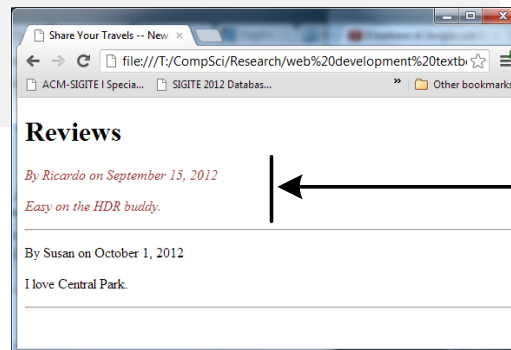 Share Your Travels -- New
file:///T:/CompSci/Research/web%20development%20textb
ACM-SIGITE I Specia... SIGITE 2012 Databas... » Other bookmarks
Reviews
By Ricardo on September 15, 2012
Easy on the HDR buddy.
By Susan on October 1, 2012
I love Central Park.